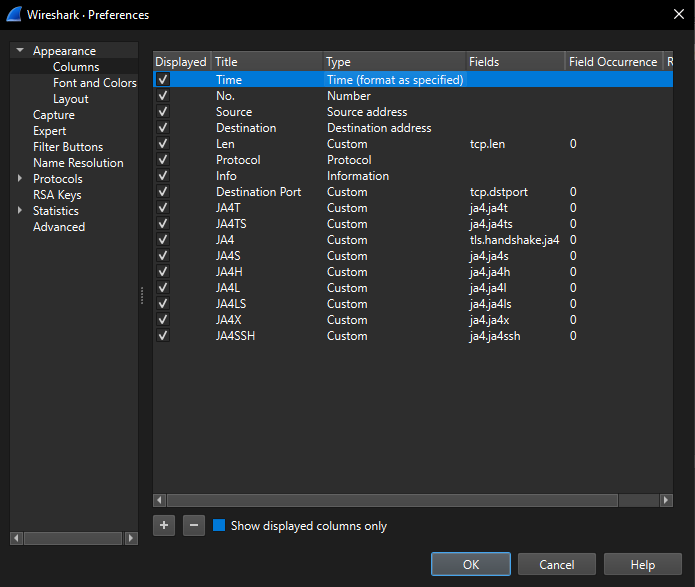 Wireshark · Preferences
Appearance
Columns
Font and Colors
Layout
Capture
Expert
Filter Buttons
Name Resolution
Protocols
RSA Keys
Statistics
Advanced
Displayed Title Type Fields Field Occurrence R
Time Time (format as specified)
No. Number
Source Source address
Destination Destination address
Len Custom tcp.len 0
Protocol Protocol
Info Information
Destination Port Custom tcp.dstport 0
JA4T Custom ja4.ja4t 0
JA4TS Custom ja4.ja4ts 0
JA4 Custom tls.handshake.ja4 0
JA4S Custom ja4.ja4s 0
JA4H Custom ja4.ja4h 0
JA4L Custom ja4.ja4l 0
JA4LS Custom ja4.ja4ls 0
JA4X Custom ja4.ja4x 0
JA4SSH Custom ja4.ja4ssh 0
Show displayed columns only
OK Cancel Help